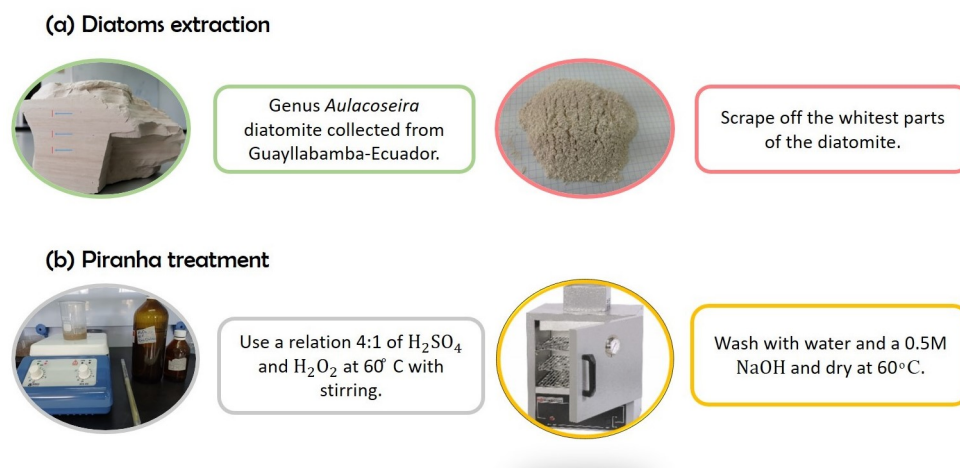 (a) Diatoms extraction
Genus Aulacoseira
diatomite collected from
Guayllabamba-Ecuador.
Scrape off the whitest parts
of the diatomite.
(b) Piranha treatment
Use a relation 4:1 of H₂SO₄
and H₂O₂ at 60° C with
stirring.
Wash with water and a 0.5M
NaOH and dry at 60°C.